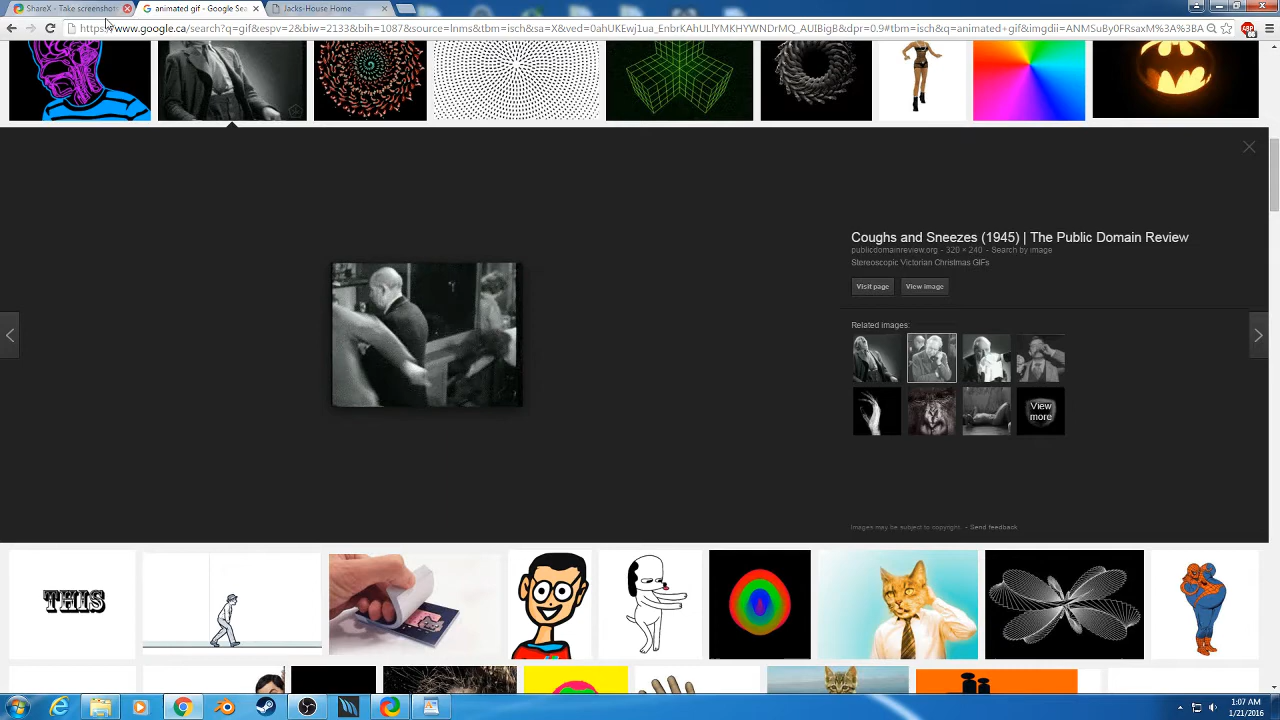 ShareX - Take screenshot
animated gif - Google Sea
Jacks-House Home
https://www.google.ca/search?q=gif&espv=2&biw=2133&bih=1087&source=lnms&tbm=isch&sa=X&ved=0ahUKEwj1ua_EnbrKAhULlYMKHYWNDrMQ_AUIBigB&dpr=0.9#tbm=isch&q=animated+gif&imgdii=ANMSuBy0FRsaxM%3A%3BA
ABP
Coughs and Sneezes (1945) | The Public Domain Review
publicdomainreview.org - 320 × 240 - Search by image
Stereoscopic Victorian Christmas GIFs
Visit page
View image
Related images:
View
more
Images may be subject to copyright. - Send feedback
THIS
1:07 AM
1/21/2016